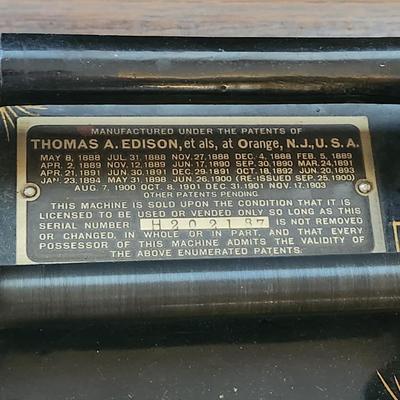 MANUFACTURED UNDER THE PATENTS OF
THOMAS A. EDISON, et als, at Orange, N.J., U.S.A.
MAY 8, 1888 JUL. 31, 1888 NOV. 27, 1888 DEC. 4, 1888 FEB. 5, 1889
APR. 2, 1889 NOV. 12, 1889 JUN. 17, 1890 SEP. 30, 1890 MAR. 24, 1891
APR. 21, 1891 JUN. 30, 1891 DEC. 29, 1891 OCT. 18, 1892 JUN. 20, 1893
JAN. 23, 1894 MAY 31, 1898 JUN. 26, 1900 (RE-ISSUED SEP. 25, 1900)
AUG. 7, 1900 OCT. 8, 1901 DEC. 31, 1901 NOV. 17, 1903
OTHER PATENTS PENDING.
THIS MACHINE IS SOLD UPON THE CONDITION THAT IT IS
LICENSED TO BE USED OR VENDED ONLY SO LONG AS THIS
SERIAL NUMBER H202187 IS NOT REMOVED
OR CHANGED, IN WHOLE OR IN PART, AND THAT EVERY
POSSESSOR OF THIS MACHINE ADMITS THE VALIDITY OF
THE ABOVE ENUMERATED PATENTS.